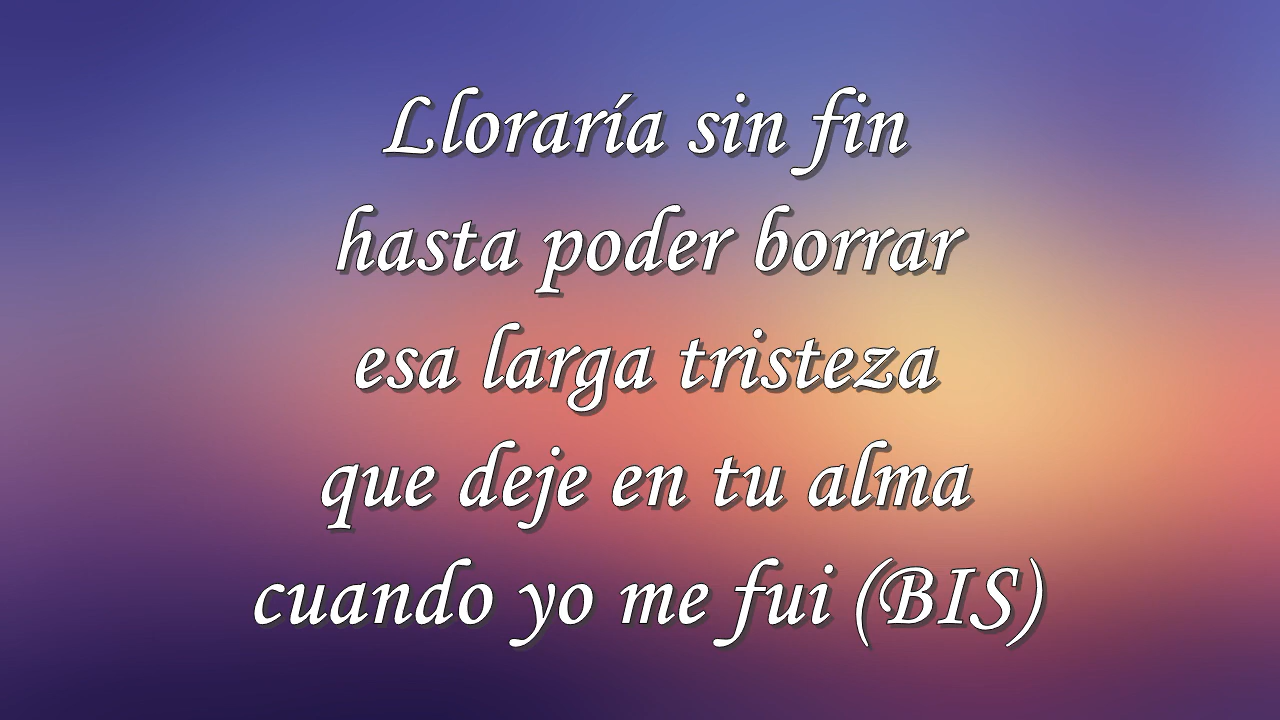 Lloraría sin fin
hasta poder borrar
esa larga tristeza
que deje en tu alma
cuando yo me fui (BIS)